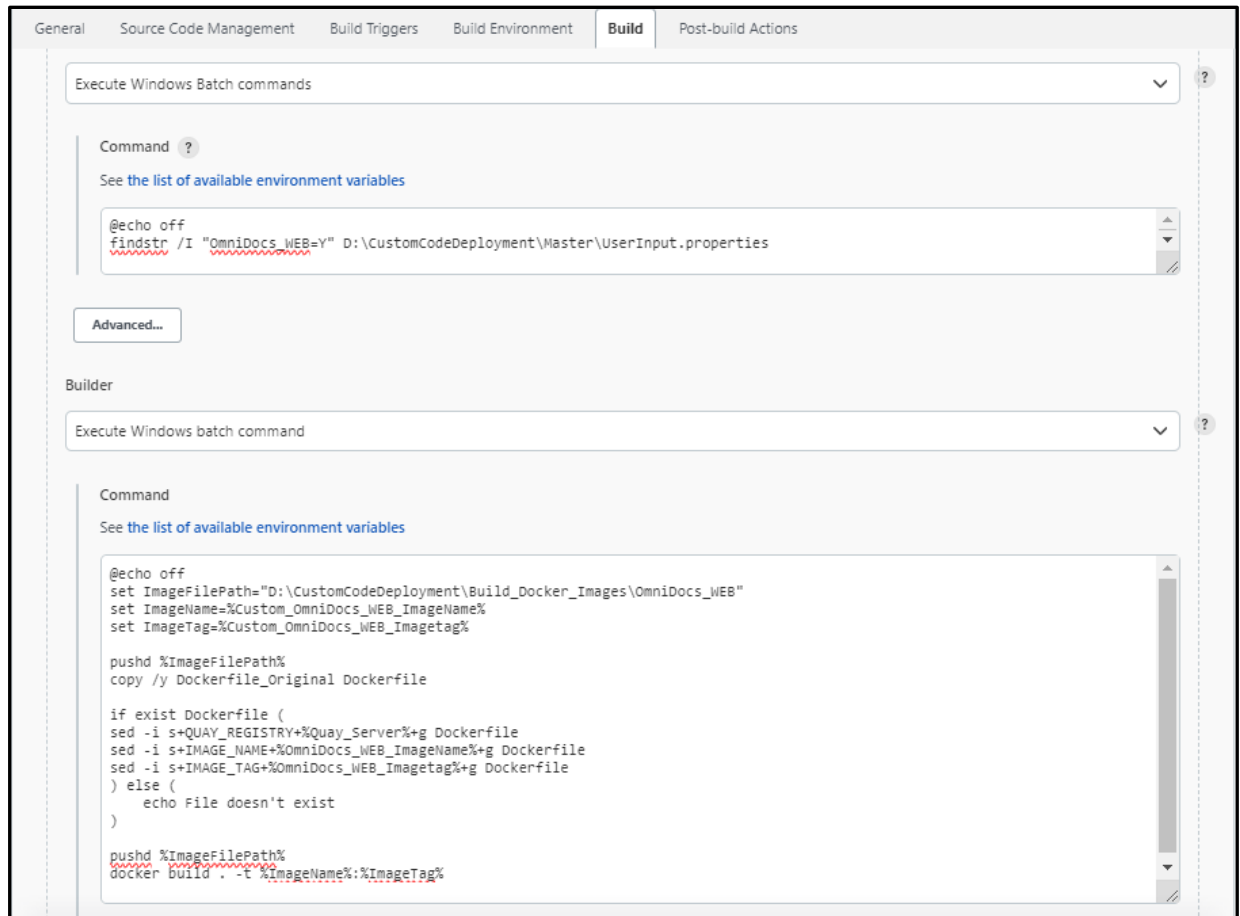 General Source Code Management Build Triggers Build Environment Build Post-build Actions
Execute Windows Batch commands ?
Command ?
See the list of available environment variables
@echo off
findstr /I "OmniDocs_WEB=Y" D:\CustomCodeDeployment\Master\UserInput.properties
Advanced...
Builder
Execute Windows batch command ?
Command
See the list of available environment variables
@echo off
set ImageFilePath="D:\CustomCodeDeployment\Build_Docker_Images\OmniDocs_WEB"
set ImageName=%Custom_OmniDocs_WEB_ImageName%
set ImageTag=%Custom_OmniDocs_WEB_Imagetag%
pushd %ImageFilePath%
copy /y Dockerfile_Original Dockerfile
if exist Dockerfile (
sed -i s+QUAY_REGISTRY+%Quay_Server%+g Dockerfile
sed -i s+IMAGE_NAME+%OmniDocs_WEB_ImageName%+g Dockerfile
sed -i s+IMAGE_TAG+%OmniDocs_WEB_Imagetag%+g Dockerfile
) else (
echo File doesn't exist
)
pushd %ImageFilePath%
docker build . -t %ImageName%:%ImageTag%